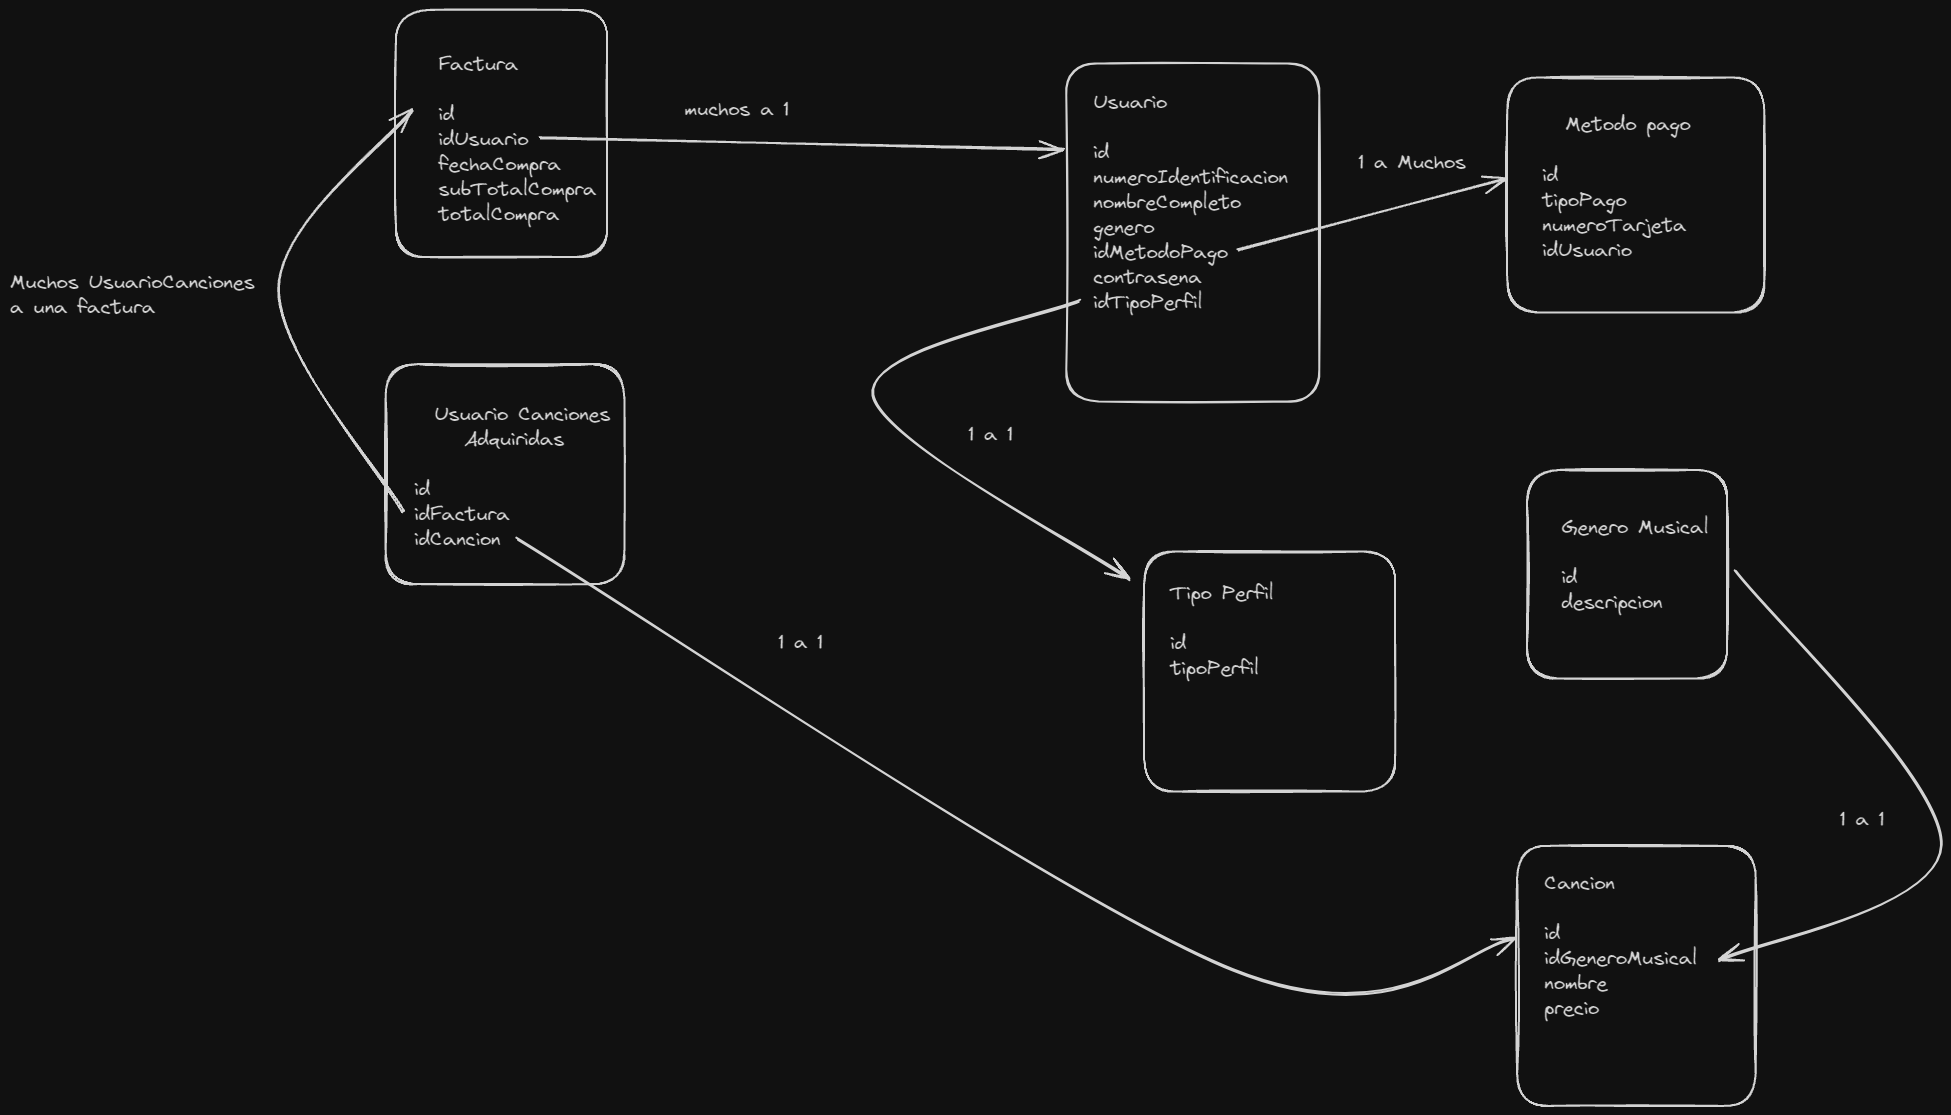 Factura
id
idUsuario
fechaCompra
subTotalCompra
totalCompra
muchos a 1
Usuario
id
numeroIdentificacion
nombreCompleto
genero
idMetodoPago
contrasena
idTipoPerfil
1 a Muchos
Metodo pago
id
tipoPago
numeroTarjeta
idUsuario
Muchos UsuarioCanciones
a una factura
Usuario Canciones
Adquiridas
id
idFactura
idCancion
1 a 1
1 a 1
Tipo Perfil
id
tipoPerfil
Genero Musical
id
descripcion
1 a 1
Cancion
id
idGeneroMusical
nombre
precio